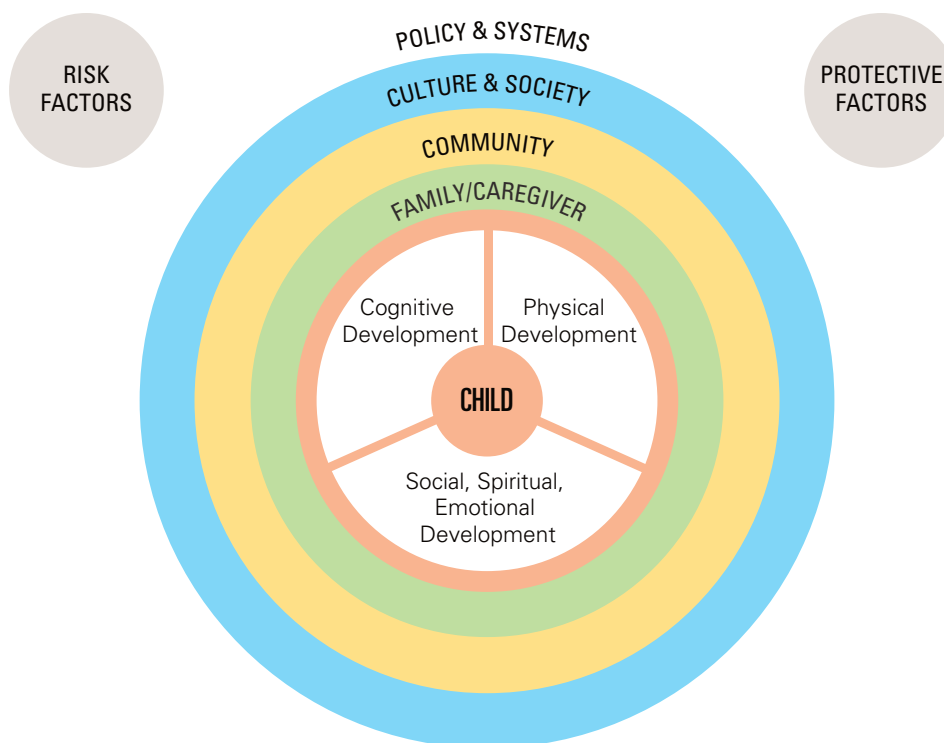 POLICY & SYSTEMS
RISK
FACTORS
PROTECTIVE
FACTORS
CULTURE & SOCIETY
COMMUNITY
FAMILY/CAREGIVER
Cognitive
Development
Physical
Development
CHILD
Social, Spiritual,
Emotional
Development